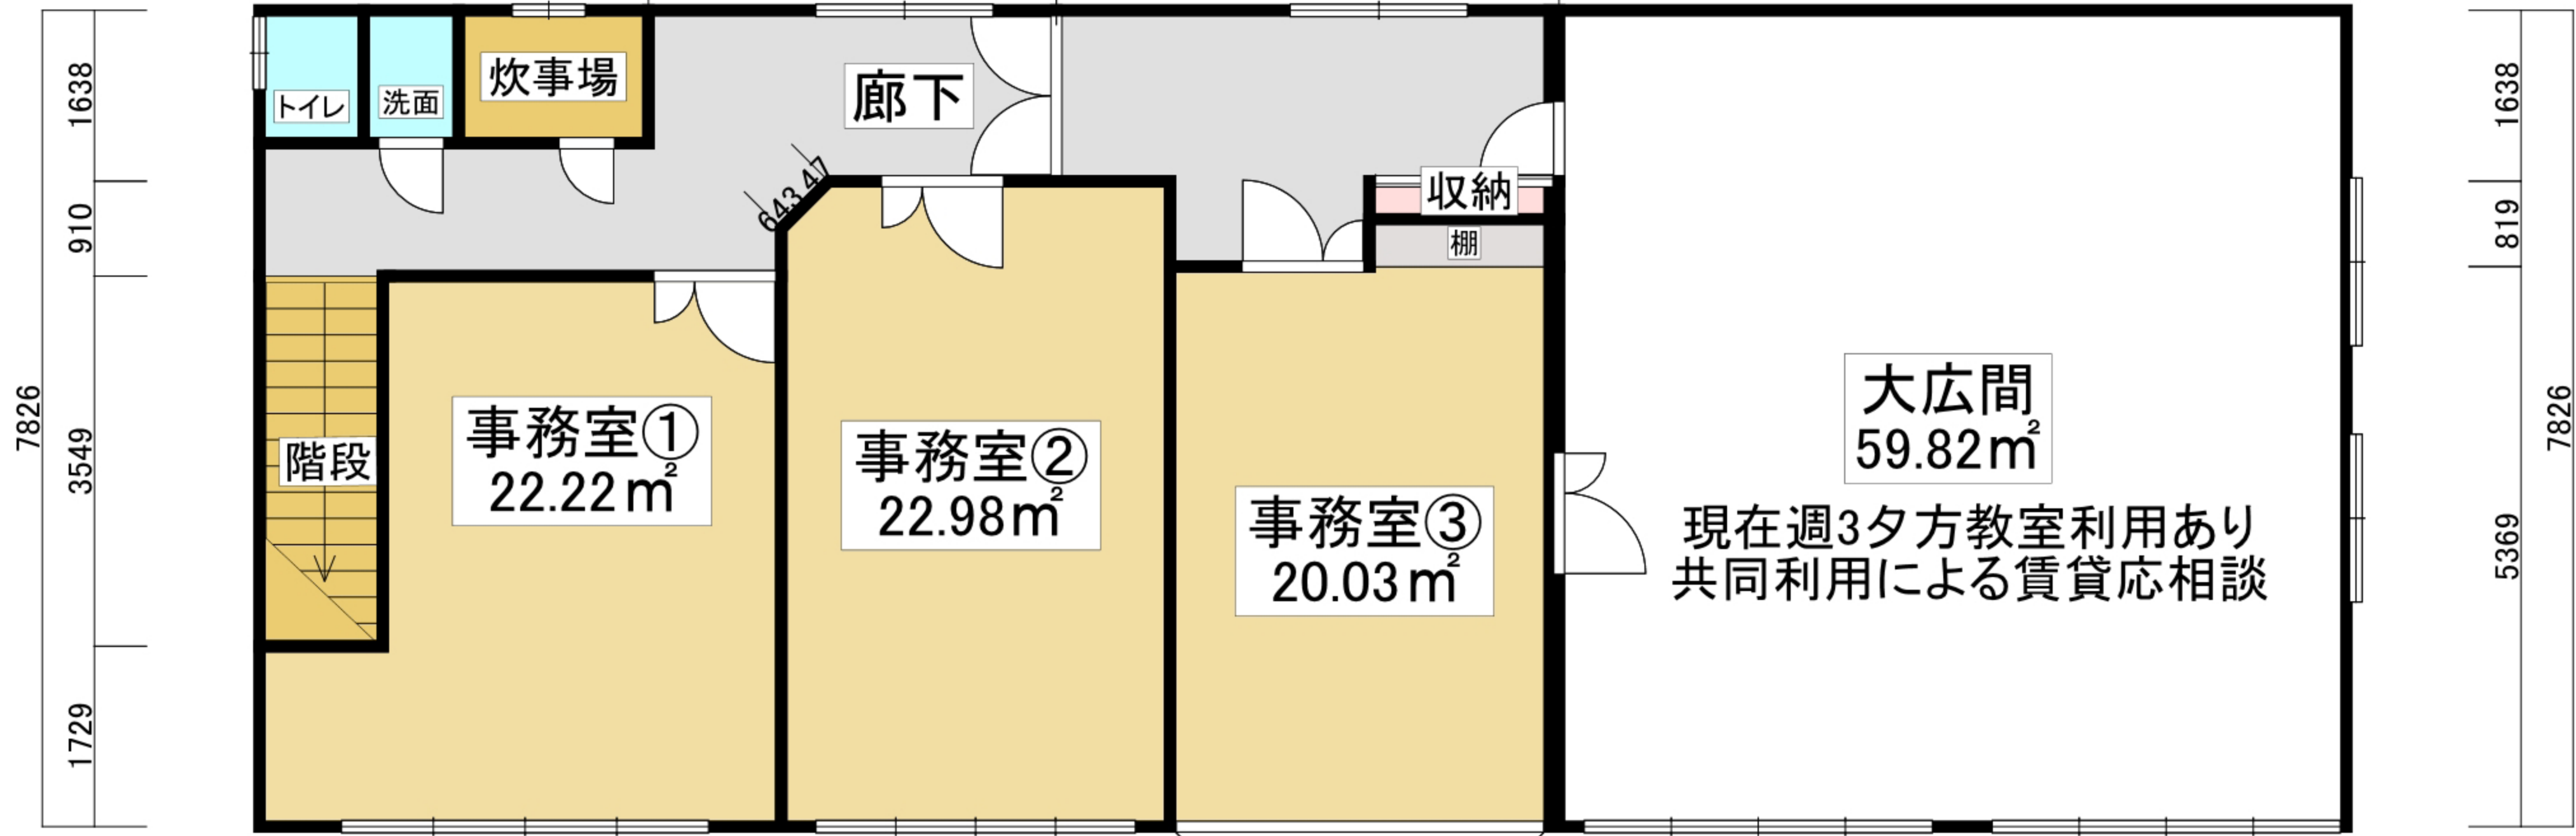 トイレ
洗面
炊事場
廊下
643.47
収納
棚
階段
事務室①
22.22㎡
事務室②
22.98㎡
事務室③
20.03㎡
大広間
59.82㎡
現在週3夕方教室利用あり
共同利用による賃貸応相談
7826
1638
910
3549
1729
1638
819
5369
7826